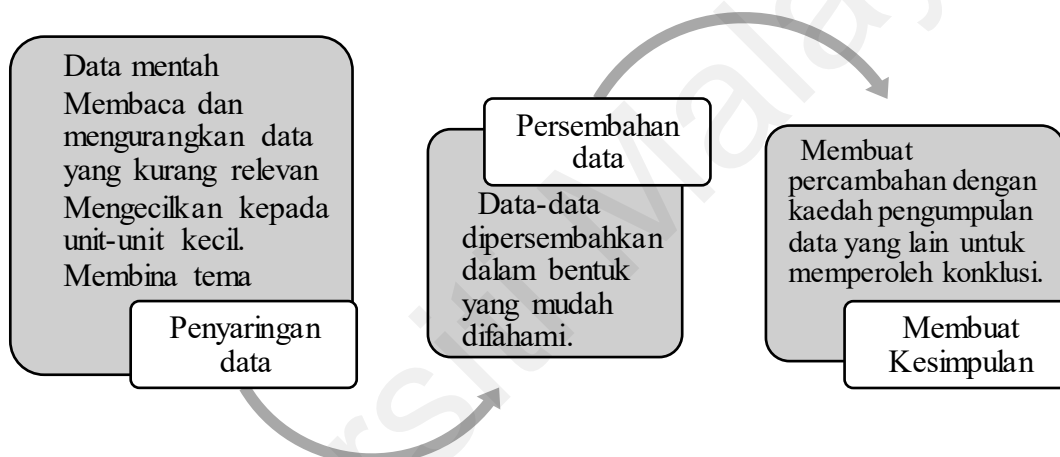 Data mentah
Membaca dan
mengurangkan data
yang kurang relevan
Mengecilkan kepada
unit-unit kecil.
Membina tema
Penyaringan
data
Persembahan
data
Data-data
dipersembahkan
dalam bentuk
yang mudah
difahami.
Membuat
percambahan dengan
kaedah pengumpulan
data yang lain untuk
memperoleh konklusi.
Membuat
Kesimpulan